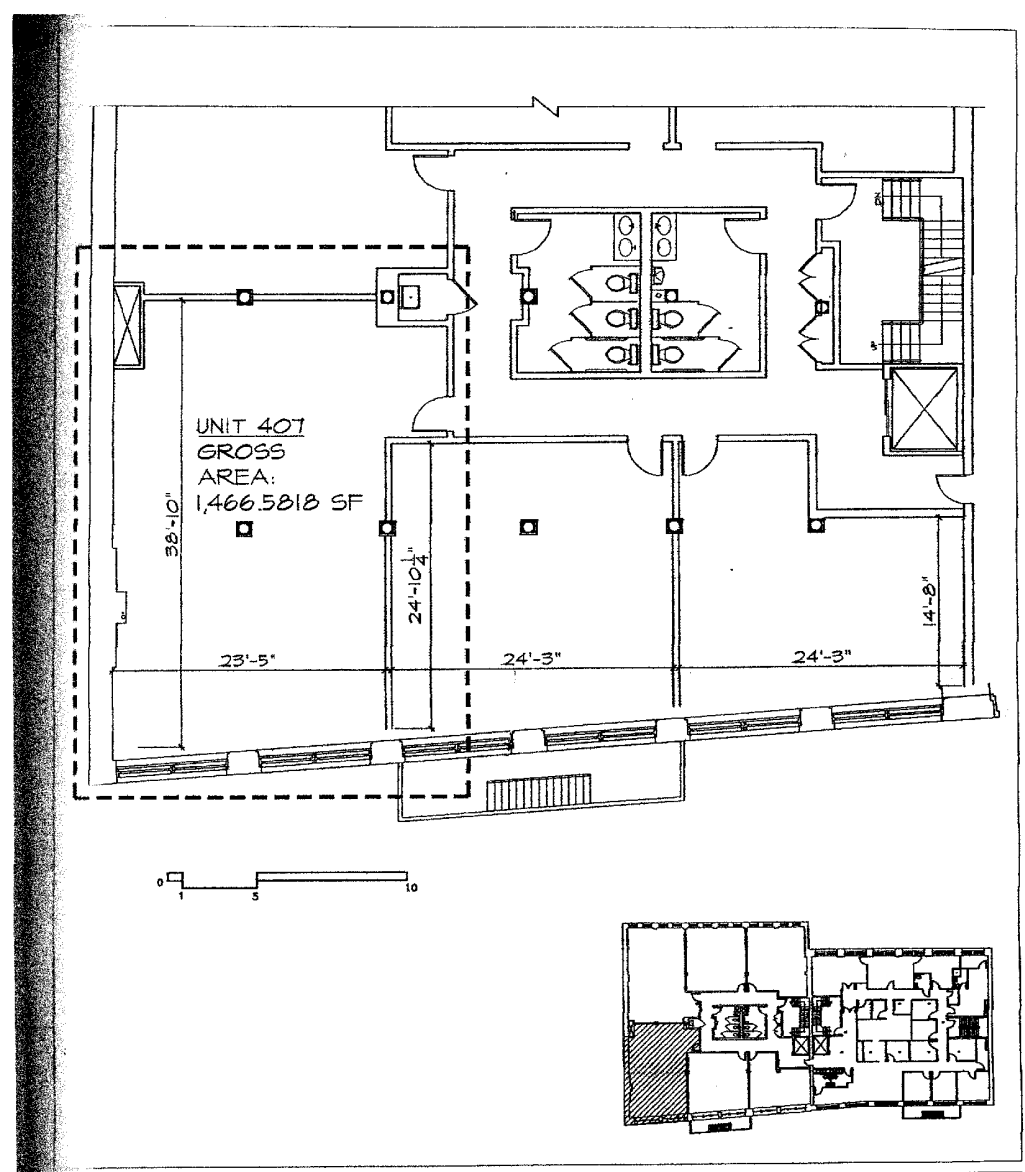 DN
UP
UNIT 407
GROSS
AREA:
1,466.5818 SF
38'-10"
24'-10 1/4"
14'-8"
23'-5"
24'-3"
24'-3"
0
1
5
10